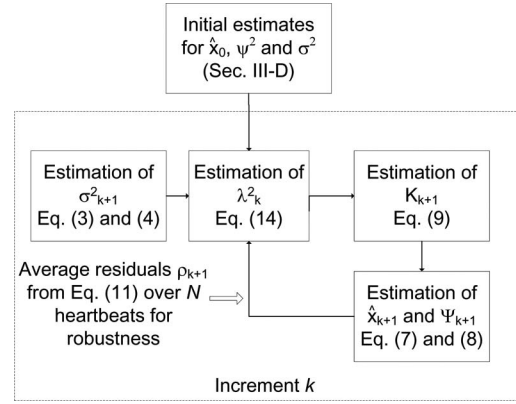 Initial estimates
for x̂₀, ψ² and σ²
(Sec. III-D)
Estimation of
σ²ₖ₊₁
Eq. (3) and (4)
Estimation of
λ²ₖ
Eq. (14)
Estimation of
Kₖ₊₁
Eq. (9)
Average residuals ρₖ₊₁
from Eq. (11) over N
heartbeats for
robustness
Estimation of
x̂ₖ₊₁ and Ψₖ₊₁
Eq. (7) and (8)
Increment k